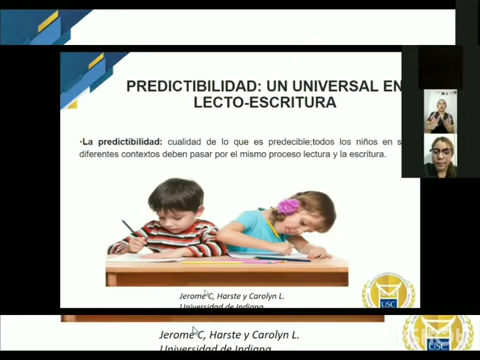 PREDICTIBILIDAD: UN UNIVERSAL EN
LECTO-ESCRITURA
•La predictibilidad: cualidad de lo que es predecible;todos los niños en s
diferentes contextos deben pasar por el mismo proceso lectura y la escritura.
Jerome C, Harste y Carolyn L.
Universidad de Indiana
USC
Jerome C, Harste y Carolyn L.
Universidad de Indiana
USC